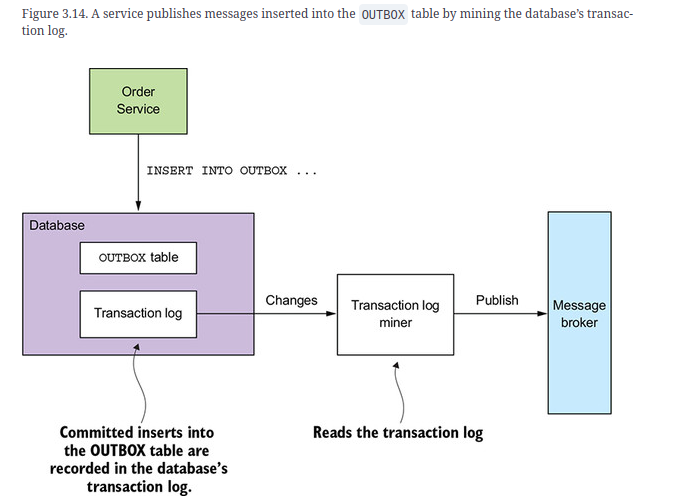 Figure 3.14. A service publishes messages inserted into the OUTBOX table by mining the database's transac-
tion log.
Order
Service
INSERT INTO OUTBOX ...
Database
OUTBOX table
Transaction log
Changes
Transaction log
miner
Publish
Message
broker
Committed inserts into
the OUTBOX table are
recorded in the database's
transaction log.
Reads the transaction log